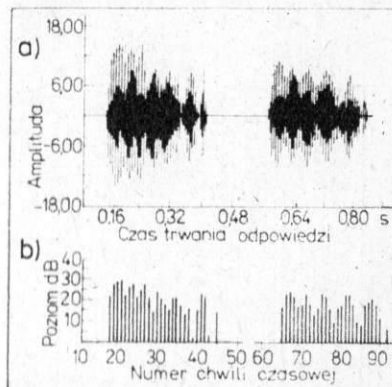 a)
18,00
6,00
-6,00
-18,00
Amplituda
0,16 0,32 0,48 0,64 0,80 s
Czas trwania odpowiedzi
b)
40
30
20
10
Poziom dB
10 20 30 40 50 60 70 80 90
Numer chwili czasowej